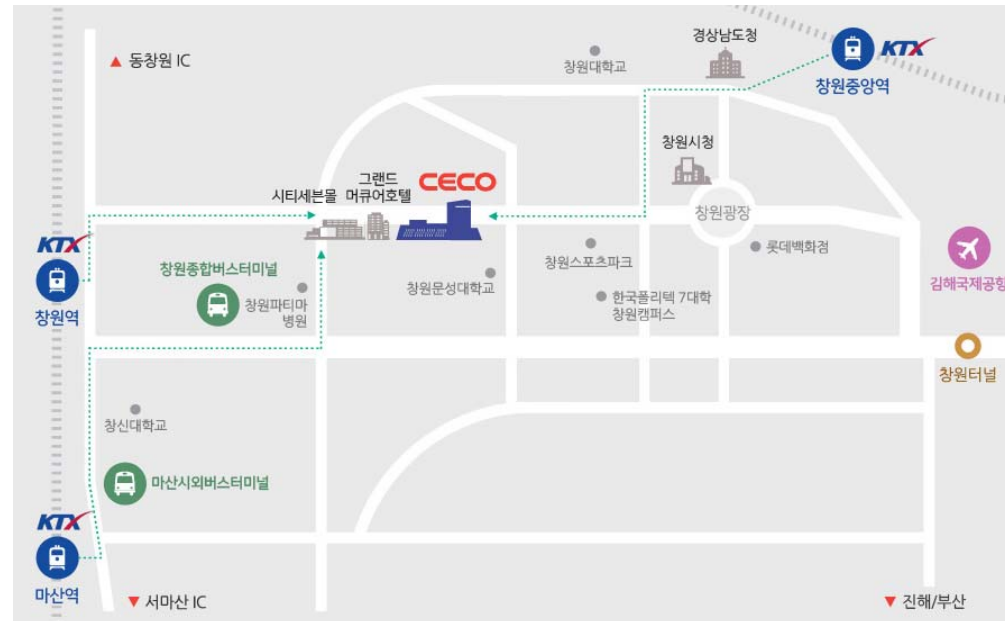 경상남도청
KTX
동창원 IC
창원대학교
창원중앙역
창원시청
그랜드
CECO
시티세븐몰 머큐어호텔
창원광장
KTX
창원스포츠파크
롯데백화점
창원종합버스터미널
창원문성대학교
김해국제공항
창원역
창원파티마
병원
한국폴리텍 7대학
창원캠퍼스
창원터널
창신대학교
마산시외버스터미널
KTX
마산역
서마산 IC
진해/부산